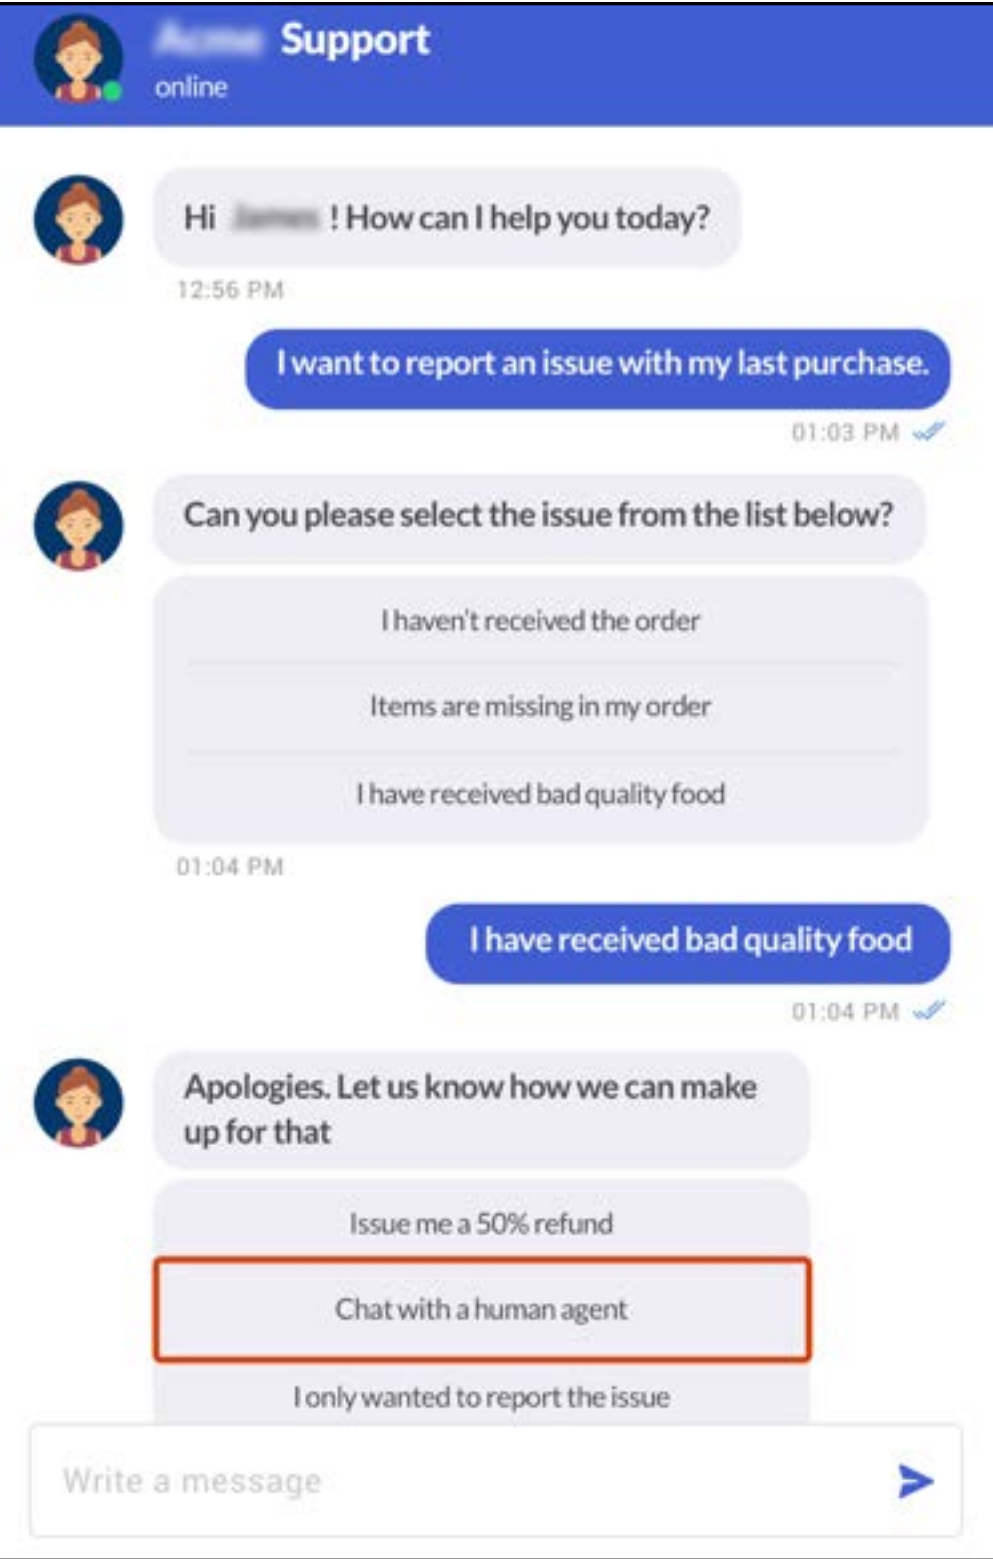 Support
online
Hi ! How can I help you today?
12:56 PM
I want to report an issue with my last purchase.
01:03 PM
Can you please select the issue from the list below?
I haven't received the order
Items are missing in my order
I have received bad quality food
01:04 PM
I have received bad quality food
01:04 PM
Apologies. Let us know how we can make
up for that
Issue me a 50% refund
Chat with a human agent
I only wanted to report the issue
Write a message